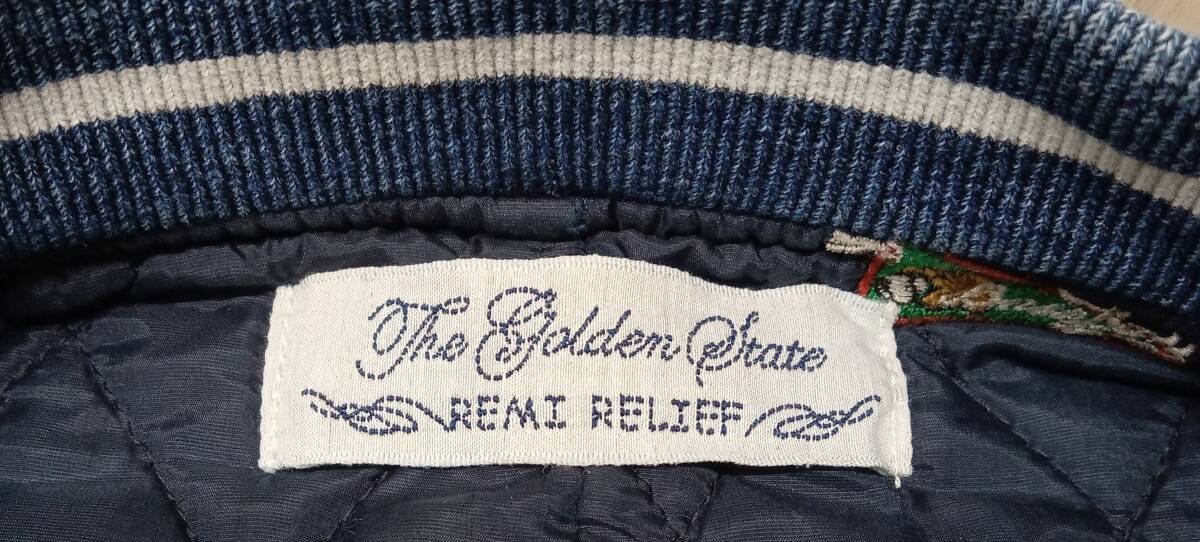 The Golden State
REMI RELIEF